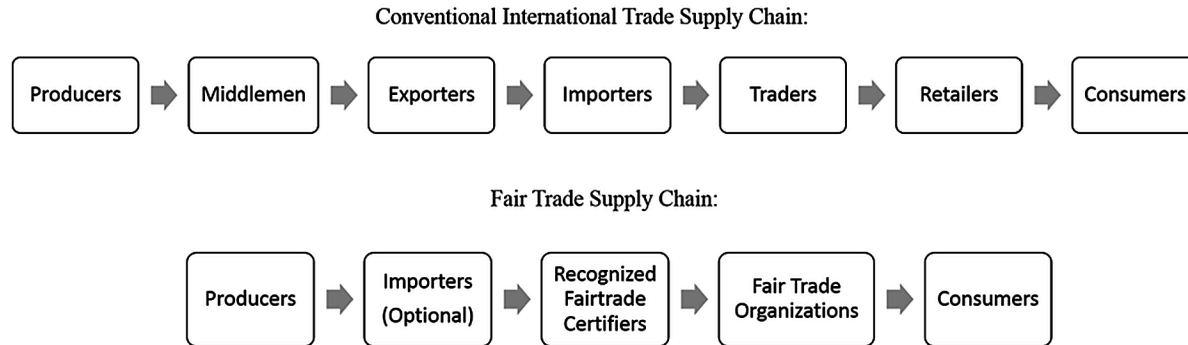 Conventional International Trade Supply Chain:
Producers
Middlemen
Exporters
Importers
Traders
Retailers
Consumers
Fair Trade Supply Chain:
Producers
Importers
(Optional)
Recognized
Fairtrade
Certifiers
Fair Trade
Organizations
Consumers